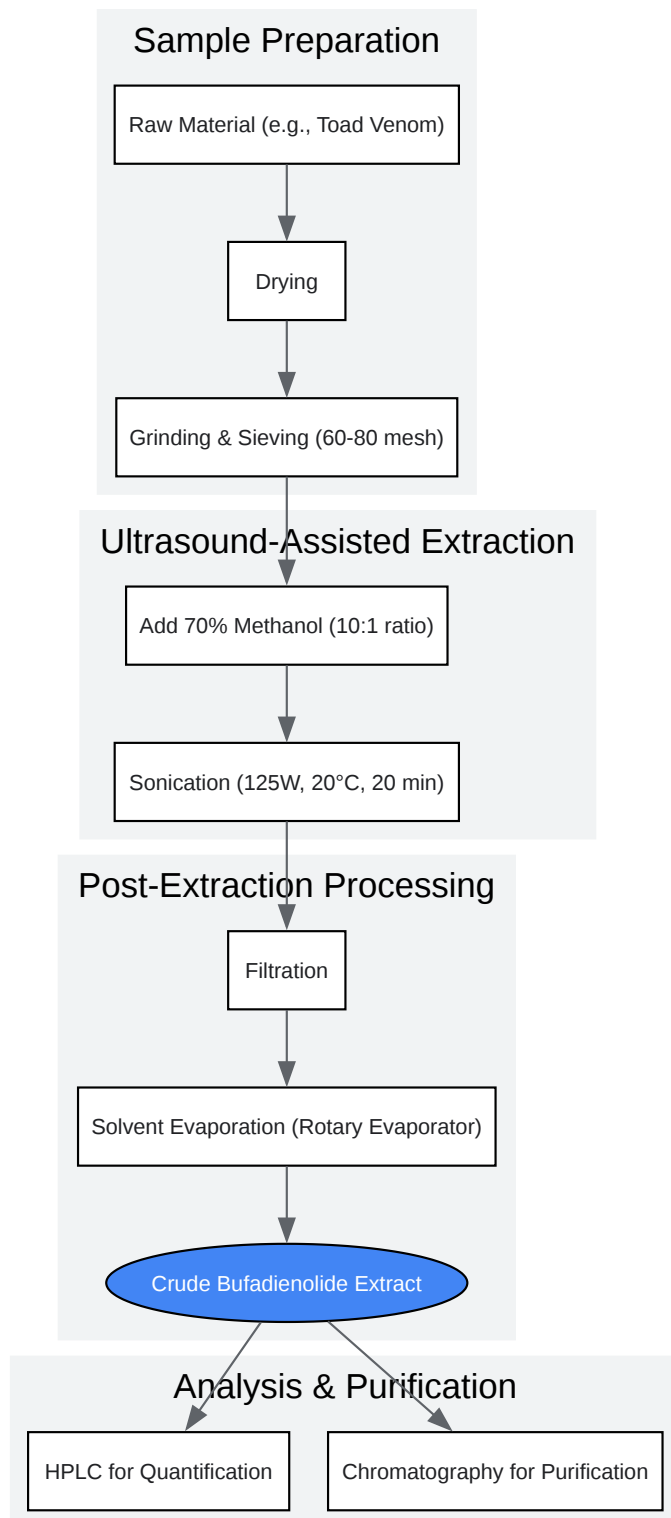 Sample Preparation
Raw Material (e.g., Toad Venom)
Drying
Grinding & Sieving (60-80 mesh)
Ultrasound-Assisted Extraction
Add 70% Methanol (10:1 ratio)
Sonication (125W, 20°C, 20 min)
Post-Extraction Processing
Filtration
Solvent Evaporation (Rotary Evaporator)
Crude Bufadienolide Extract
Analysis & Purification
HPLC for Quantification
Chromatography for Purification